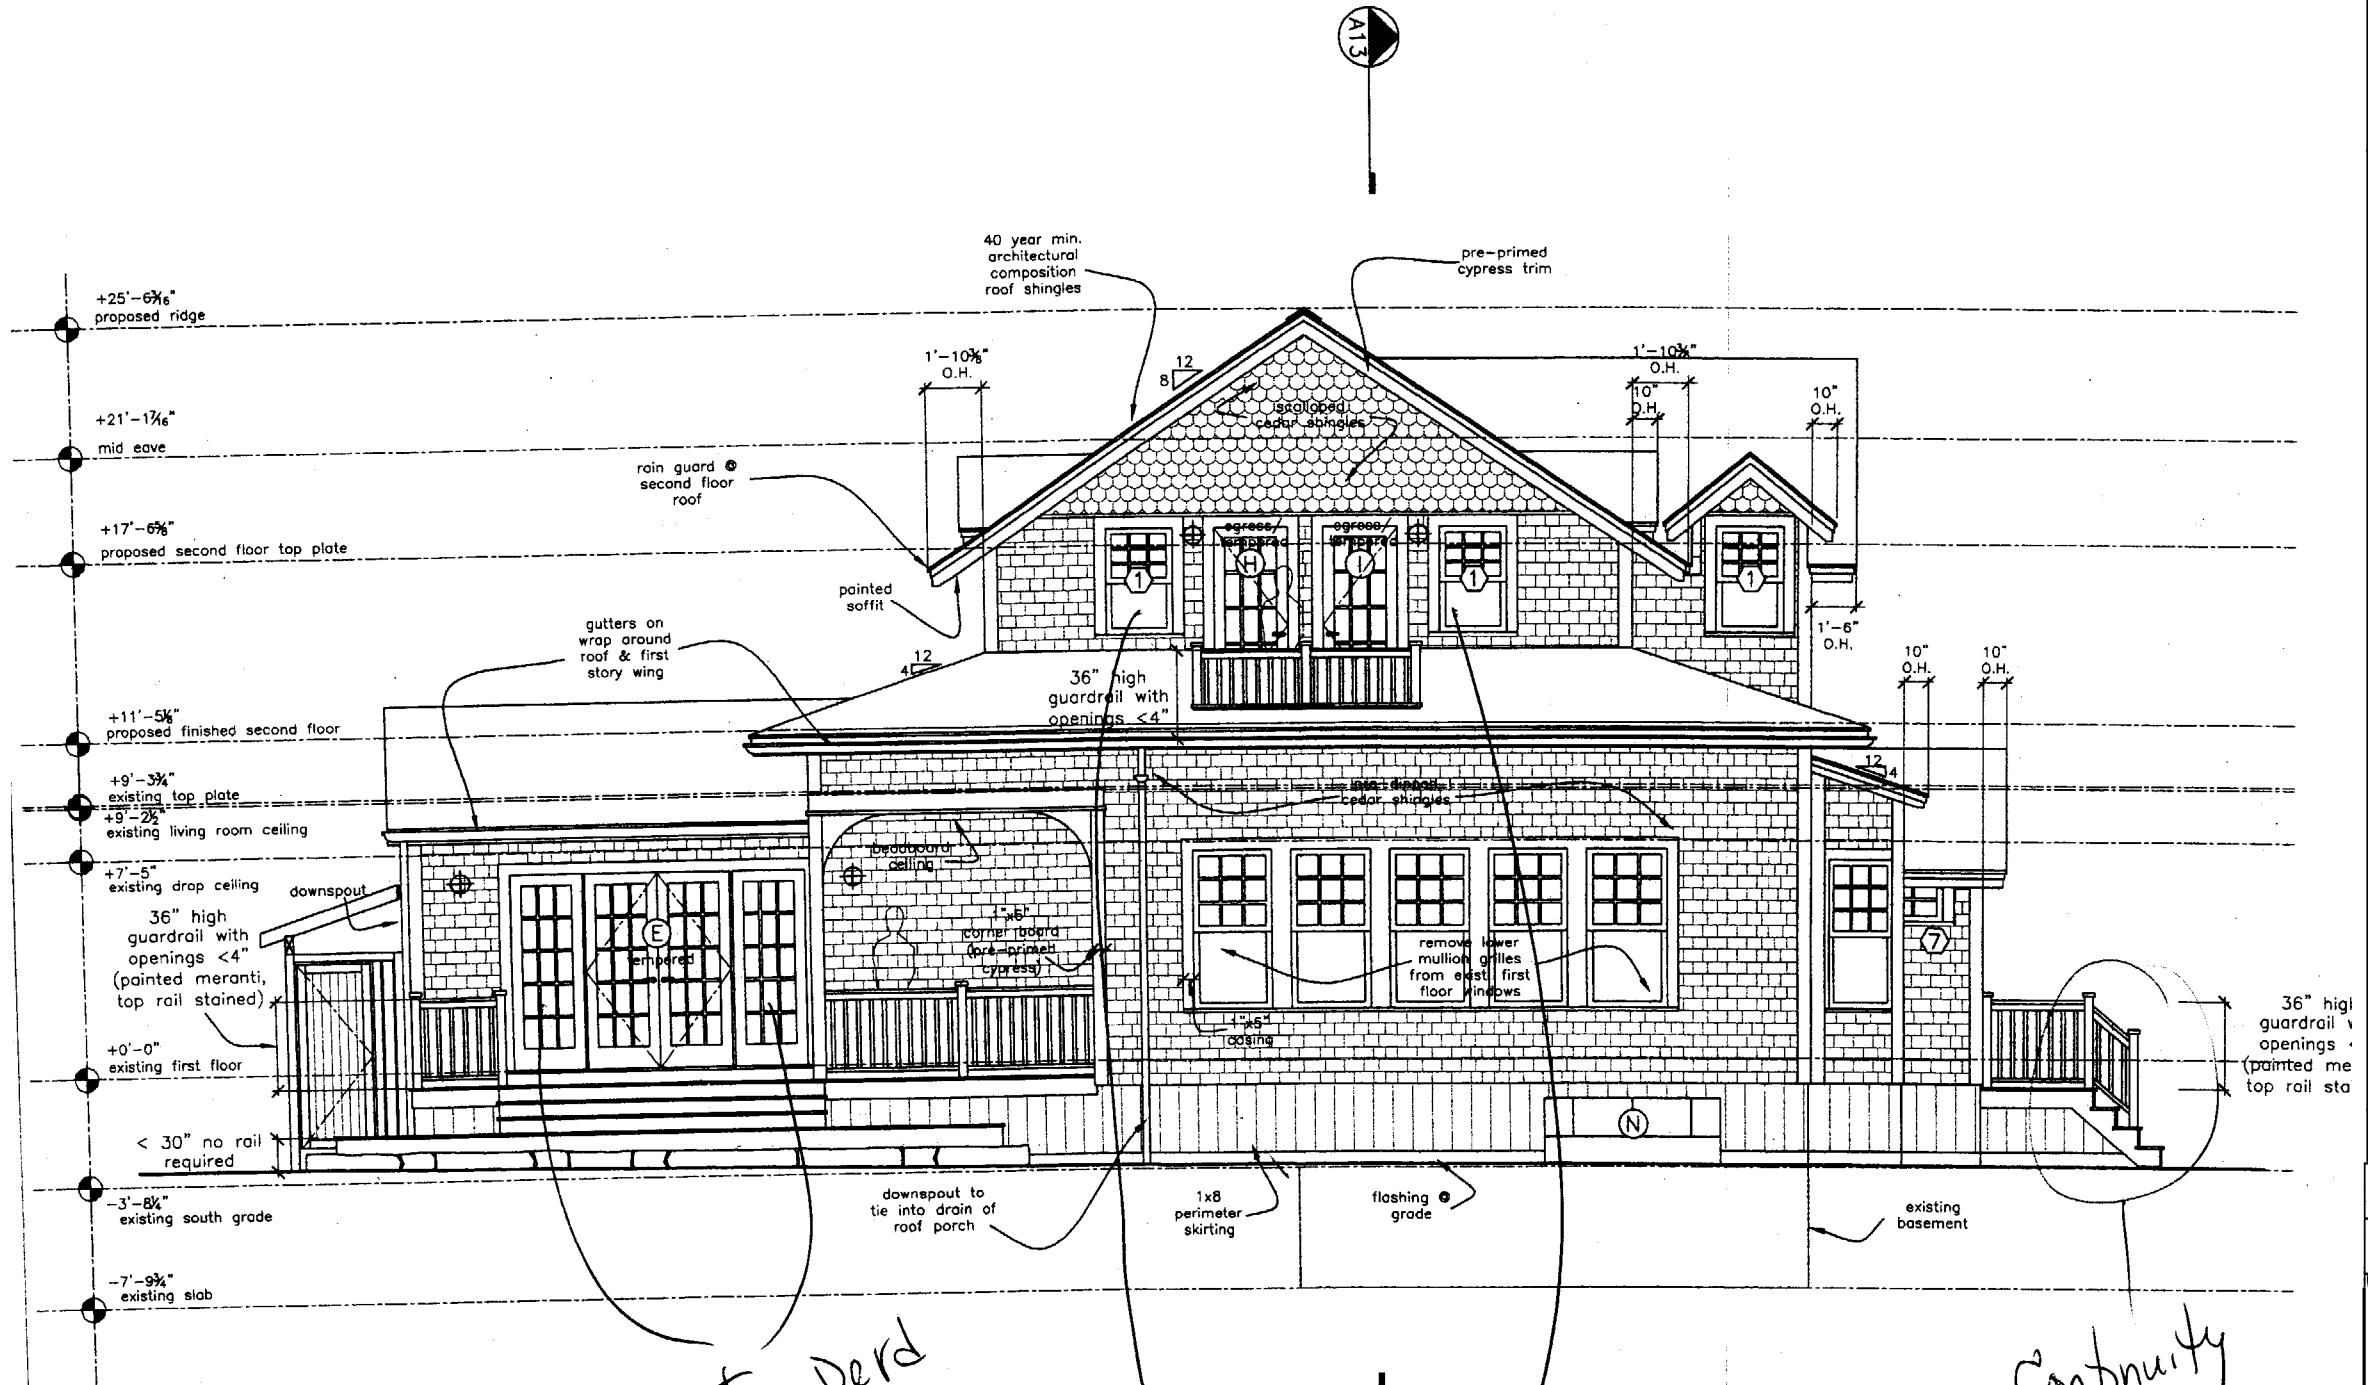 A13
40 year min.
architectural
composition
roof shingles
pre-primed
cypress trim
+25'-6 3/16"
proposed ridge
1'-10 3/8"
O.H.
12
8
1'-10 3/8"
O.H.
10"
O.H.
10"
O.H.
+21'-1 7/16"
mid eave
scalloped
cedar shingles
rain guard @
second floor
roof
+17'-6 5/8"
proposed second floor top plate
egress
tempered
egress
tempered
1
H
I
1
1
painted
soffit
1'-6"
O.H.
gutters on
wrap around
roof & first
story wing
12
4
36" high
guardrail with
openings <4"
10"
O.H.
10"
O.H.
+11'-5 1/8"
proposed finished second floor
12
4
+9'-3 3/4"
existing top plate
+9'-2 1/2"
existing living room ceiling
pre-dipped
cedar shingles
beadboard
ceiling
+7'-5"
existing drop ceiling
downspout
36" high
guardrail with
openings <4"
(painted meranti,
top rail stained)
E
tempered
1"x6"
corner board
(pre-primed
cypress)
remove lower
mullion grilles
from exist. first
floor windows
7
1"x5"
casing
36" high
guardrail
openings
(painted
top rail
+0'-0"
existing first floor
N
< 30" no rail
required
-3'-8 1/4"
existing south grade
downspout to
tie into drain of
roof porch
1x8
perimeter
skirting
flashing @
grade
existing
basement
-7'-9 3/4"
existing slab
Continuity